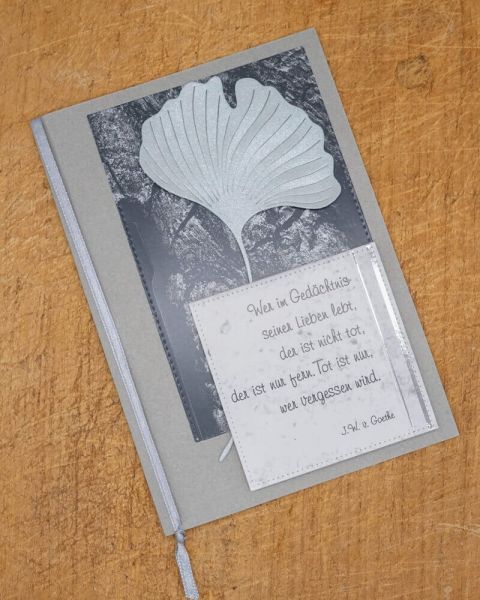 Wer im Gedächtnis
seiner Lieben lebt,
der ist nicht tot,
der ist nur fern. Tot ist nur,
wer vergessen wird.
J.W. v. Goethe